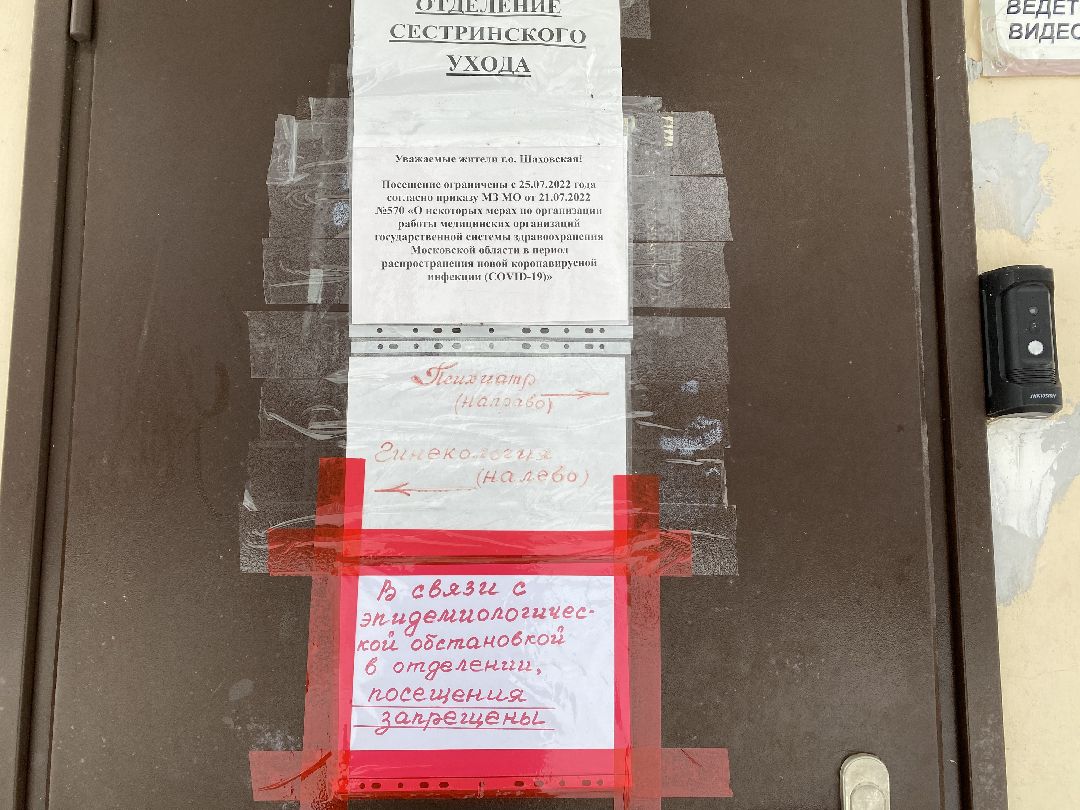 ОТДЕЛЕНИЕ
СЕСТРИНСКОГО
УХОДА
Уважаемые жители г.о. Шаховская!
Посещение ограничены с 25.07.2022 года
согласно приказу МЗ МО от 21.07.2022
№570 «О некоторых мерах по организации
работы медицинских организаций
государственной системы здравоохранения
Московской области в период
распространения новой коронавирусной
инфекции (COVID-19)»
Психиатр
(направо)
Гинекология
(налево)
В связи с
эпидемиологичес-
кой обстановкой
в отделении,
посещения
запрещены
ВЕДЕТ
ВИДЕО
HIKVISION